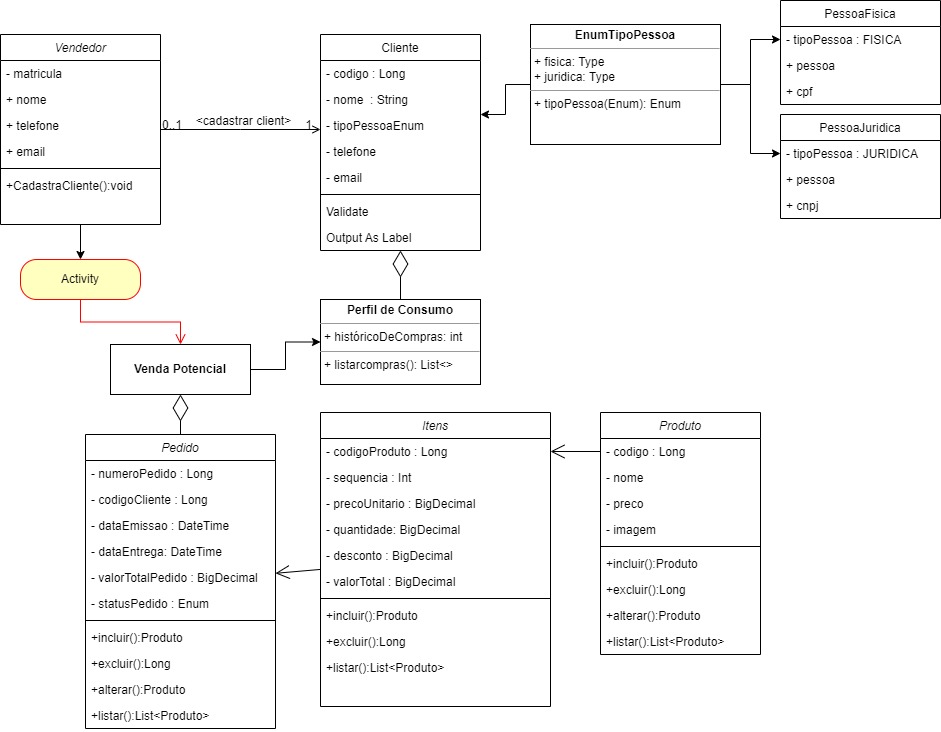 Vendedor
- matricula
+ nome
+ telefone
+ email
+CadastraCliente():void
0..1
<cadastrar client>
1
Cliente
- codigo : Long
- nome : String
- tipoPessoaEnum
- telefone
- email
Validate
Output As Label
EnumTipoPessoa
+ fisica: Type
+ juridica: Type
+ tipoPessoa(Enum): Enum
PessoaFisica
- tipoPessoa : FISICA
+ pessoa
+ cpf
PessoaJuridica
- tipoPessoa : JURIDICA
+ pessoa
+ cnpj
Activity
Venda Potencial
Perfil de Consumo
+ históricoDeCompras: int
+ listarcompras(): List<>
Pedido
- numeroPedido : Long
- codigoCliente : Long
- dataEmissao : DateTime
- dataEntrega: DateTime
- valorTotalPedido : BigDecimal
- statusPedido : Enum
+incluir():Produto
+excluir():Long
+alterar():Produto
+listar():List<Produto>
Itens
- codigoProduto : Long
- sequencia : Int
- precoUnitario : BigDecimal
- quantidade: BigDecimal
- desconto : BigDecimal
- valorTotal : BigDecimal
+incluir():Produto
+excluir():Long
+listar():List<Produto>
Produto
- codigo : Long
- nome
- preco
- imagem
+incluir():Produto
+excluir():Long
+alterar():Produto
+listar():List<Produto>